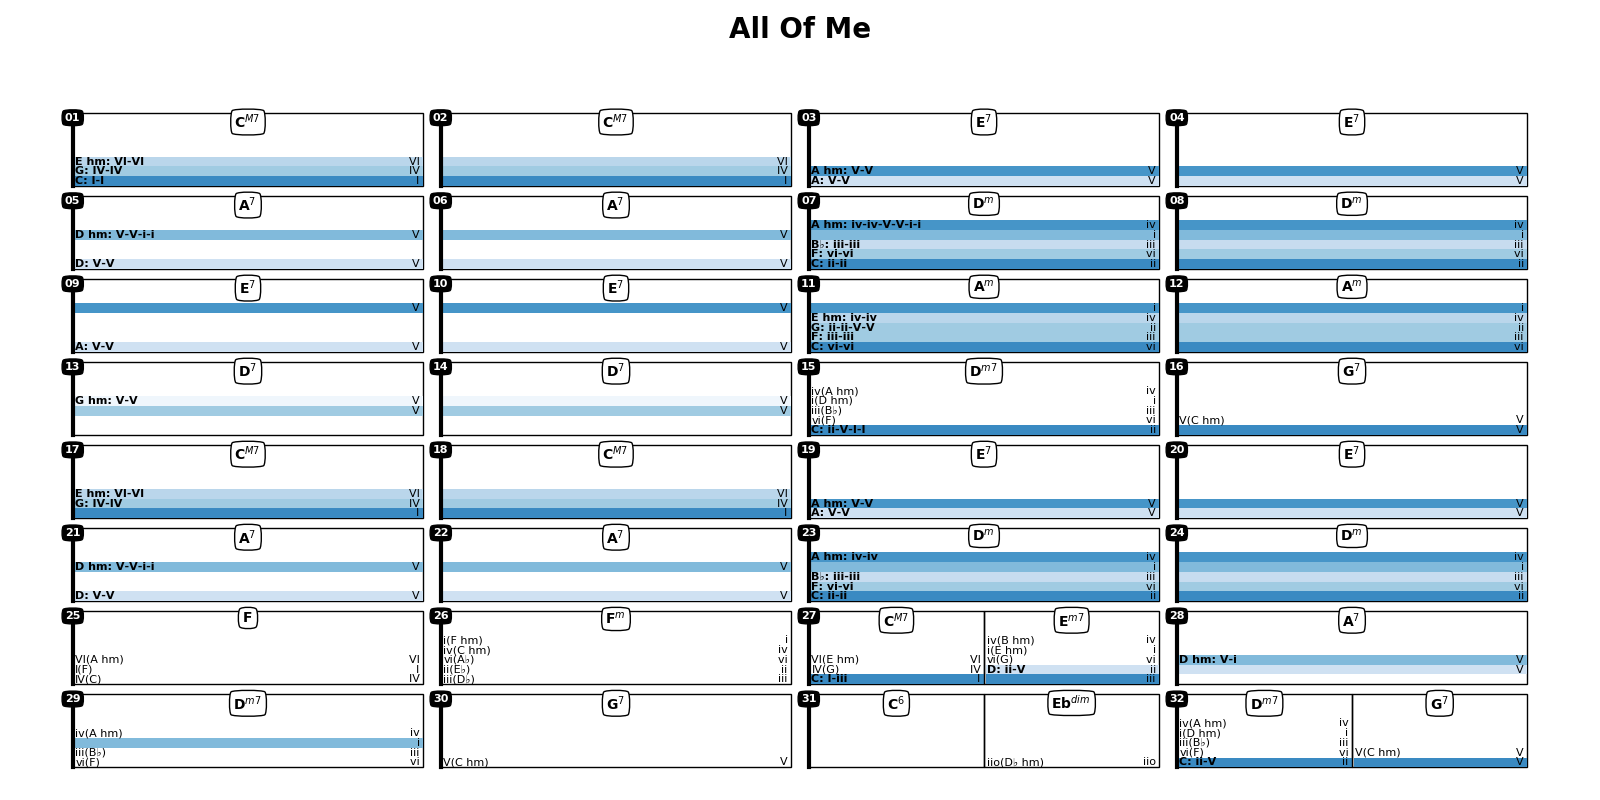 All Of Me
01 C^M7
E hm: VI-VI VI
G: IV-IV IV
C: I-I I
02 C^M7
VI
IV
I
03 E^7
A hm: V-V V
A: V-V V
04 E^7
V
V
05 A^7
D hm: V-V-i-i V
D: V-V V
06 A^7
V
V
07 D^m
A hm: iv-iv-V-V-i-i iv
i
B♭: iii-iii iii
F: vi-vi vi
C: ii-ii ii
08 D^m
iv
i
iii
vi
ii
09 E^7
V
A: V-V V
10 E^7
V
V
11 A^m
i
E hm: iv-iv iv
G: ii-ii-V-V ii
F: iii-iii iii
C: vi-vi vi
12 A^m
i
iv
ii
iii
vi
13 D^7
G hm: V-V V
V
14 D^7
V
V
15 D^m7
iv(A hm) iv
i(D hm) i
iii(B♭) iii
vi(F) vi
C: ii-V-I-I ii
16 G^7
V(C hm) V
V
17 C^M7
E hm: VI-VI VI
G: IV-IV IV
I
18 C^M7
VI
IV
I
19 E^7
A hm: V-V V
A: V-V V
20 E^7
V
V
21 A^7
D hm: V-V-i-i V
D: V-V V
22 A^7
V
V
23 D^m
A hm: iv-iv iv
i
B♭: iii-iii iii
F: vi-vi vi
C: ii-ii ii
24 D^m
iv
i
iii
vi
ii
25 F
VI(A hm) VI
I(F) I
IV(C) IV
26 F^m
i(F hm) i
iv(C hm) iv
vi(A♭) vi
ii(E♭) ii
iii(D♭) iii
27 C^M7
VI(E hm) VI
IV(G) IV
C: I-iii I
E^m7
iv(B hm) iv
i(E hm) i
vi(G) vi
D: ii-V ii
iii
28 A^7
D hm: V-i V
V
29 D^m7
iv(A hm) iv
i
iii(B♭) iii
vi(F) vi
30 G^7
V(C hm) V
31 C^6
Eb^dim
iio(D♭ hm) iio
32 D^m7
iv(A hm) iv
i(D hm) i
iii(B♭) iii
vi(F) vi
C: ii-V ii
G^7
V(C hm) V
V